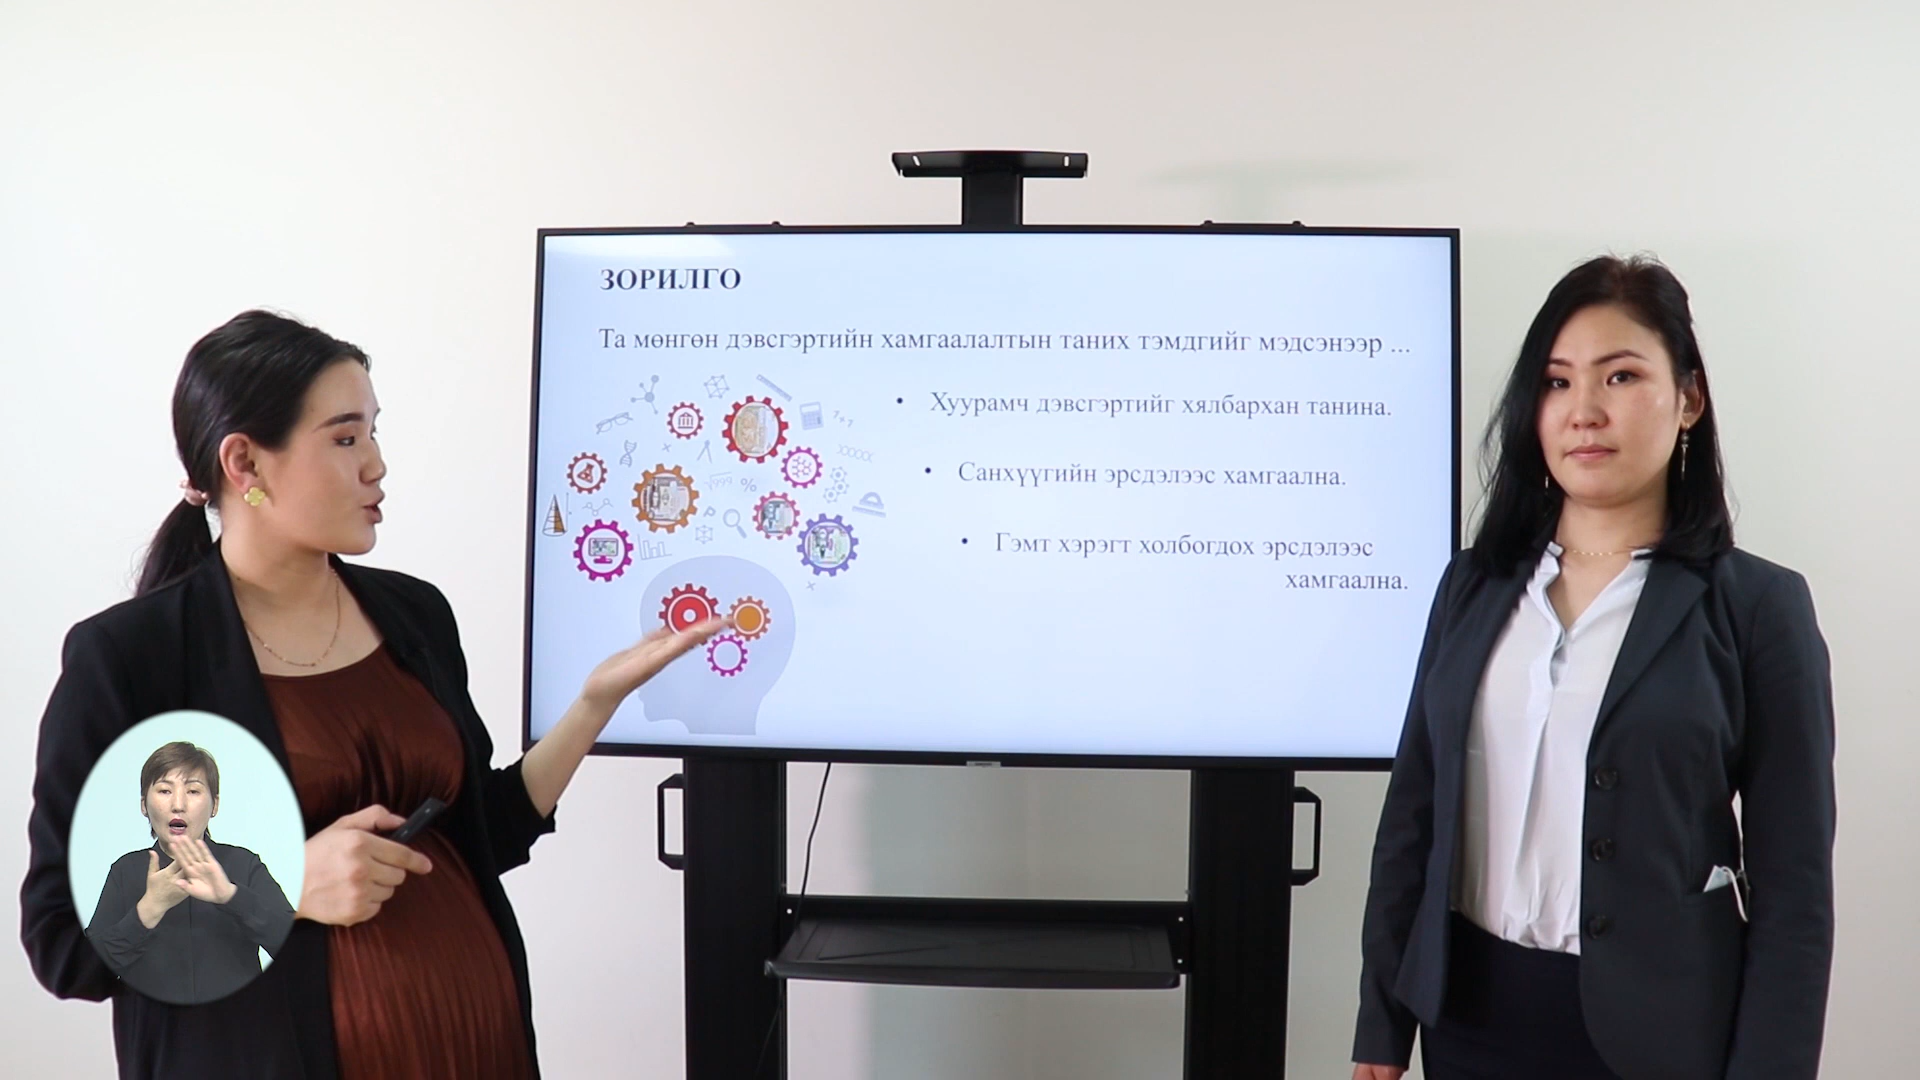 ЗОРИЛГО
Та мөнгөн дэвсгэртийн хамгаалалтын таних тэмдгийг мэдсэнээр ...
• Хуурамч дэвсгэртийг хялбархан танина.
• Санхүүгийн эрсдэлээс хамгаална.
• Гэмт хэрэгт холбогдох эрсдэлээс
хамгаална.